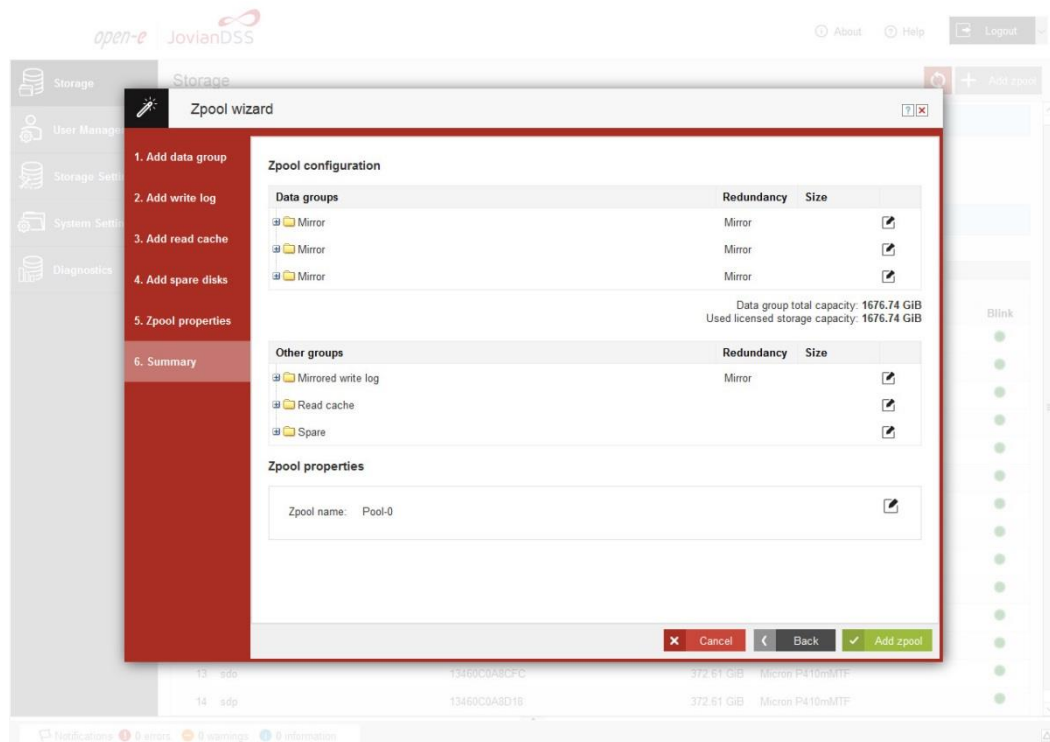 open-e JovianDSS
About Help Logout
Storage
Storage
Add zpool
User Manage
Storage Setti
System Settin
Diagnostics
Zpool wizard
1. Add data group
2. Add write log
3. Add read cache
4. Add spare disks
5. Zpool properties
6. Summary
Zpool configuration
Data groups Redundancy Size
Mirror Mirror
Mirror Mirror
Mirror Mirror
Data group total capacity: 1676.74 GiB
Used licensed storage capacity: 1676.74 GiB
Other groups Redundancy Size
Mirrored write log Mirror
Read cache
Spare
Zpool properties
Zpool name: Pool-0
Cancel Back Add zpool
Blink
13 sdo 13460C0A8CFC 372.61 GiB Micron P410mMTF
14 sdp 13460C0A8D18 372.61 GiB Micron P410mMTF
Notifications: 0 errors 0 warnings 0 information